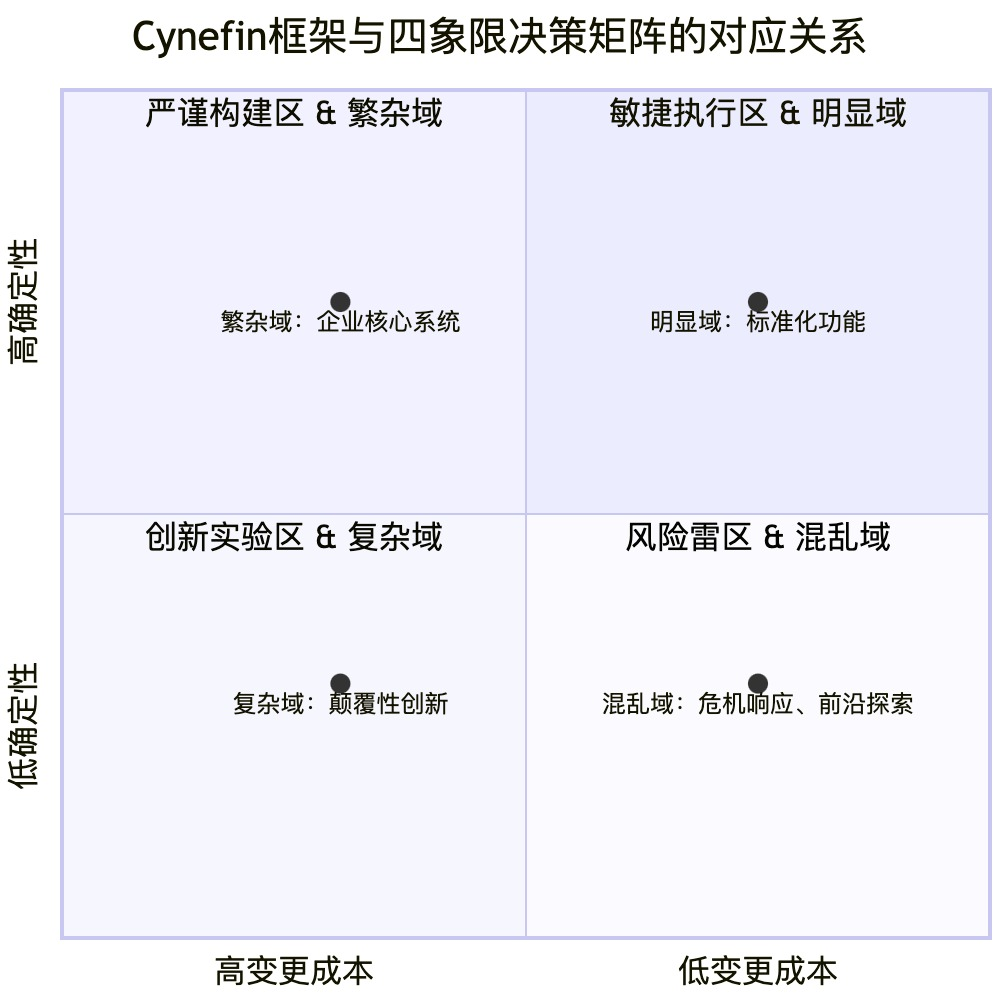 Cynefin框架与四象限决策矩阵的对应关系
严谨构建区 & 繁杂域
敏捷执行区 & 明显域
高确定性
繁杂域：企业核心系统
明显域：标准化功能
创新实验区 & 复杂域
风险雷区 & 混乱域
低确定性
复杂域：颠覆性创新
混乱域：危机响应、前沿探索
高变更成本
低变更成本